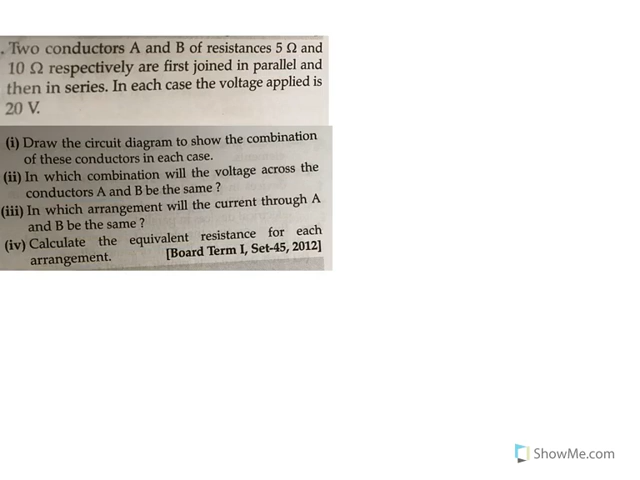 . Two conductors A and B of resistances 5 Ω and
10 Ω respectively are first joined in parallel and
then in series. In each case the voltage applied is
20 V.
(i) Draw the circuit diagram to show the combination
of these conductors in each case.
(ii) In which combination will the voltage across the
conductors A and B be the same ?
(iii) In which arrangement will the current through A
and B be the same ?
(iv) Calculate the equivalent resistance for each
arrangement. [Board Term I, Set-45, 2012]
ShowMe.com